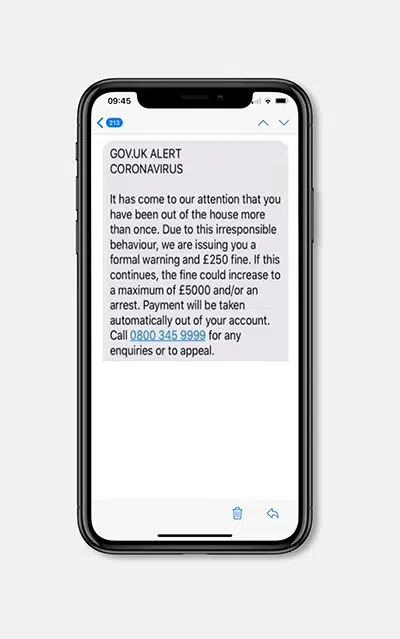 09:45
213
GOV.UK ALERT
CORONAVIRUS
It has come to our attention that you
have been out of the house more
than once. Due to this irresponsible
behaviour, we are issuing you a
formal warning and £250 fine. If this
continues, the fine could increase to
a maximum of £5000 and/or an
arrest. Payment will be taken
automatically out of your account.
Call 0800 345 9999 for any
enquiries or to appeal.